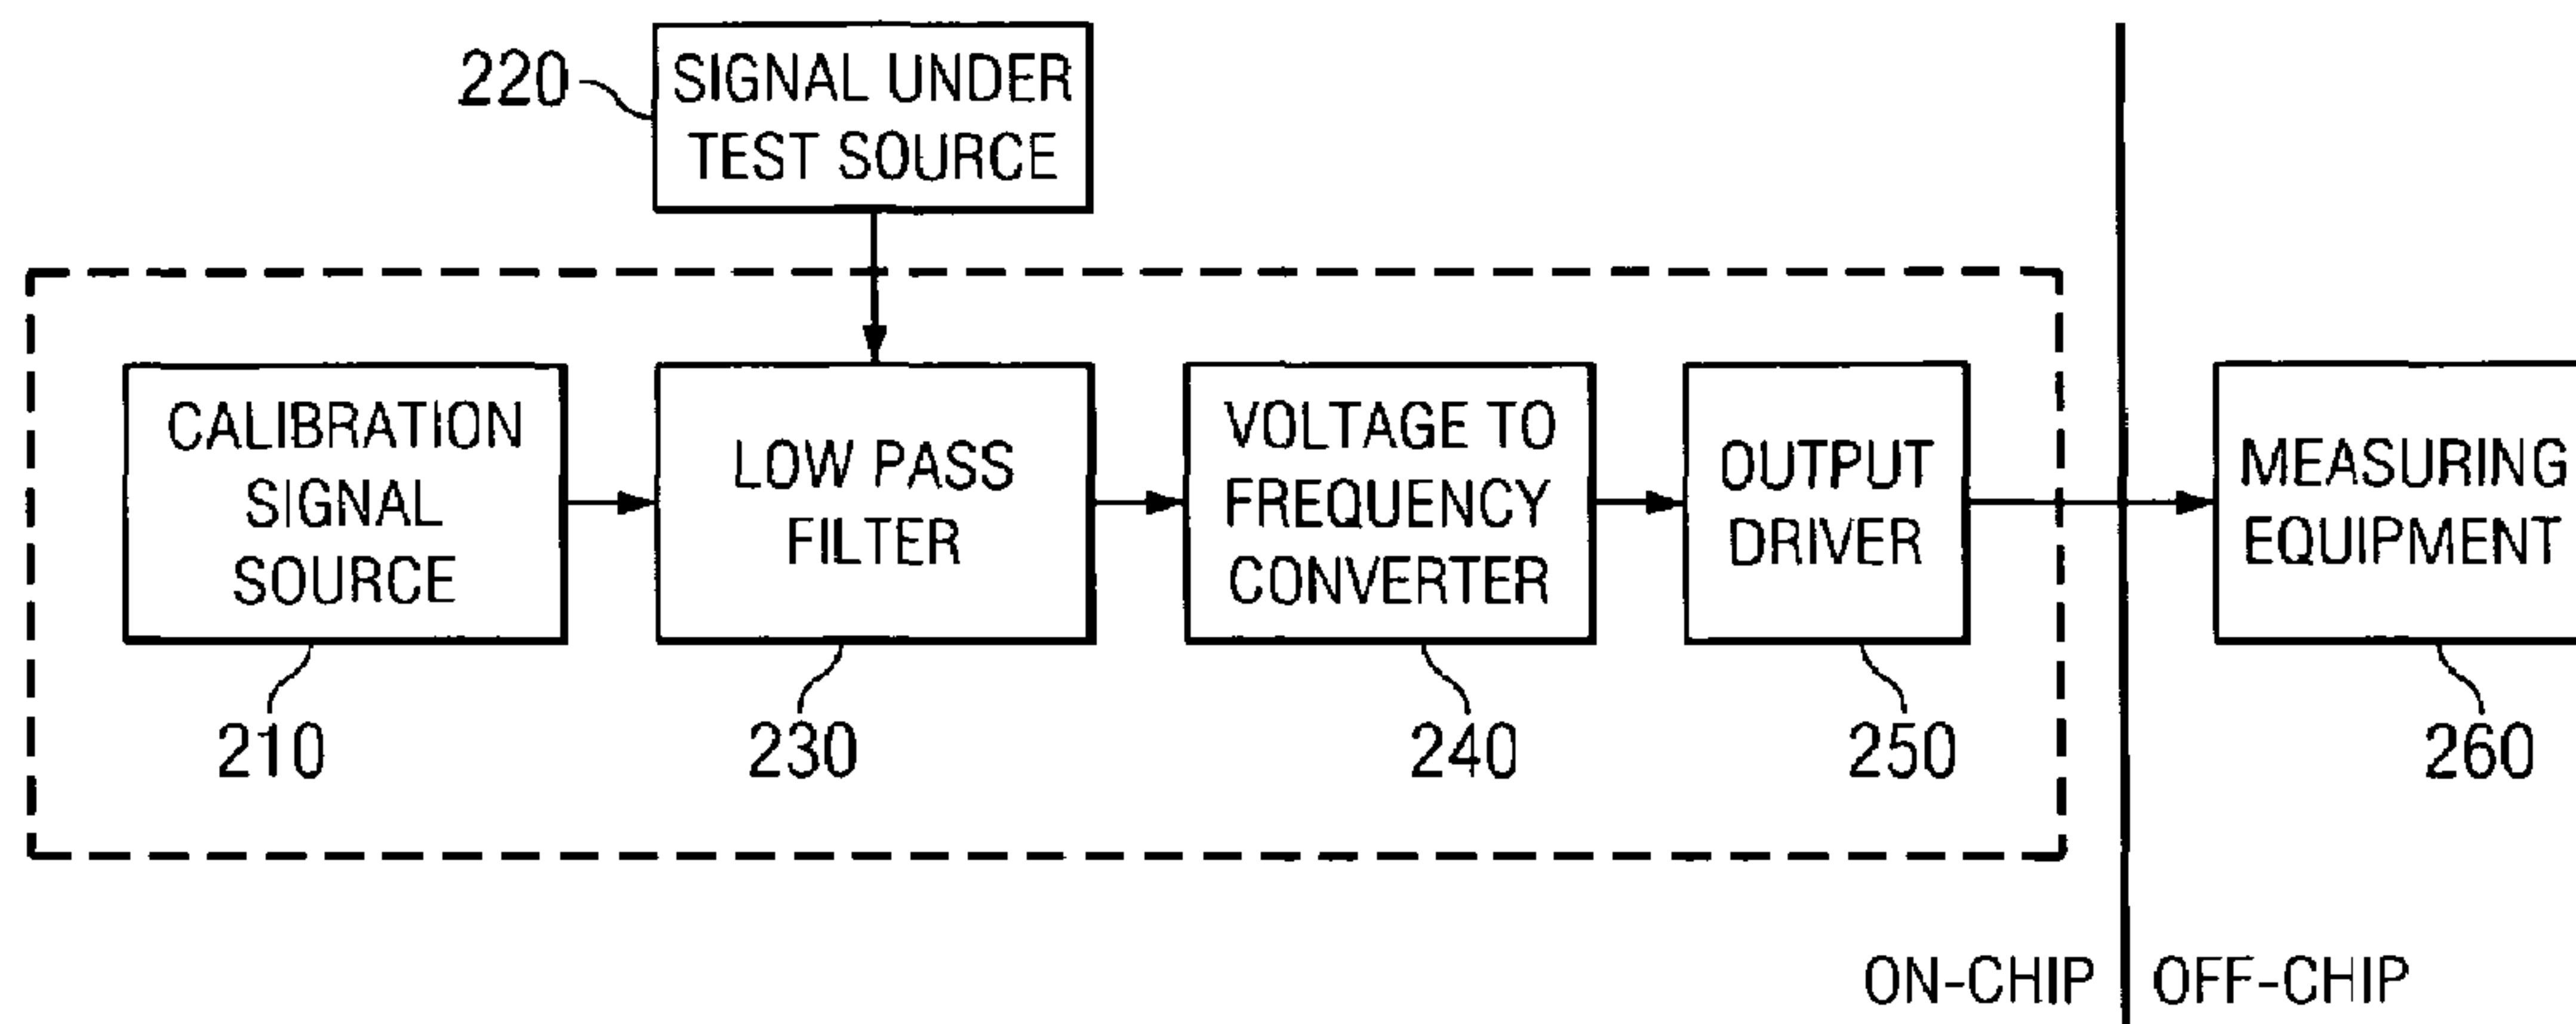 220
SIGNAL UNDER
TEST SOURCE
CALIBRATION
SIGNAL
SOURCE
LOW PASS
FILTER
VOLTAGE TO
FREQUENCY
CONVERTER
OUTPUT
DRIVER
MEASURING
EQUIPMENT
210
230
240
250
260
ON-CHIP
OFF-CHIP